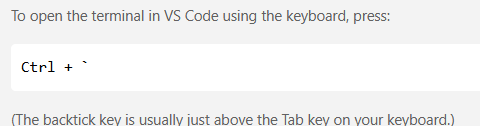 To open the terminal in VS Code using the keyboard, press:
Ctrl + `
(The backtick key is usually just above the Tab key on your keyboard.)